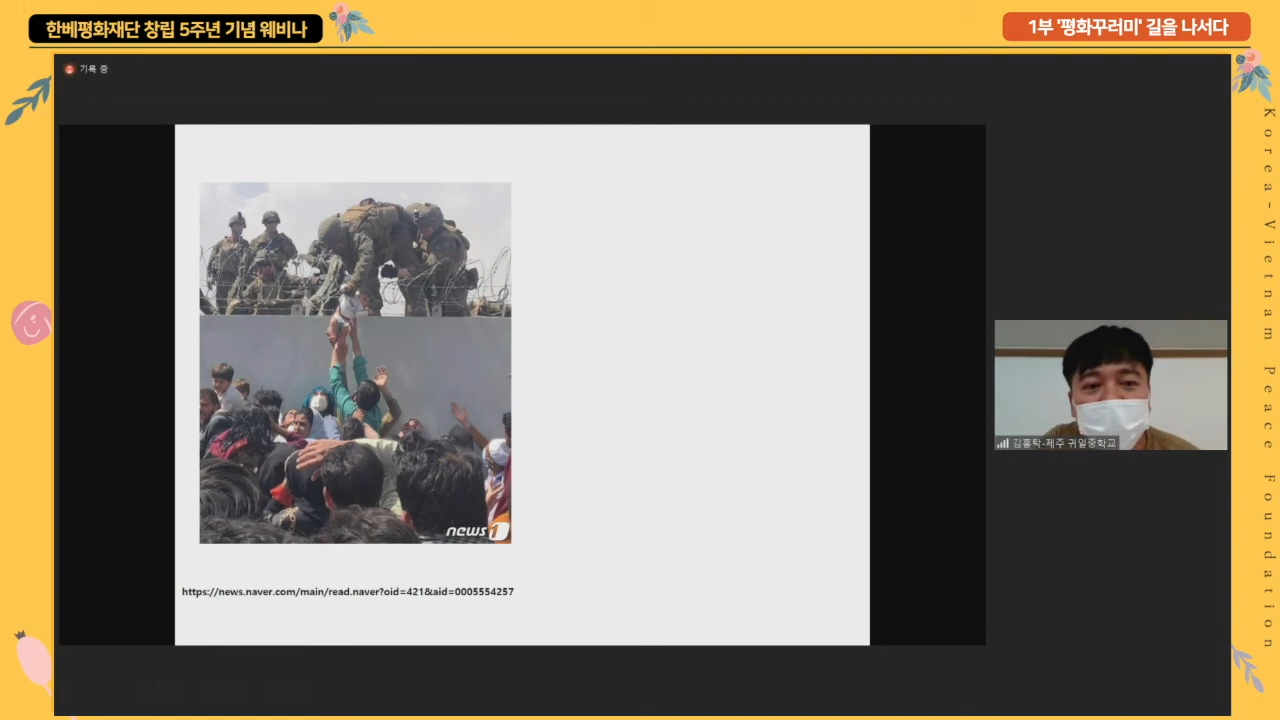 한베평화재단 창립 5주년 기념 웨비나
1부 '평화꾸러미' 길을 나서다
기록 중
news1
https://news.naver.com/main/read.naver?oid=421&aid=0005554257
김홍탁-제주 귀일중학교
Korea-Vietnam Peace Foundation